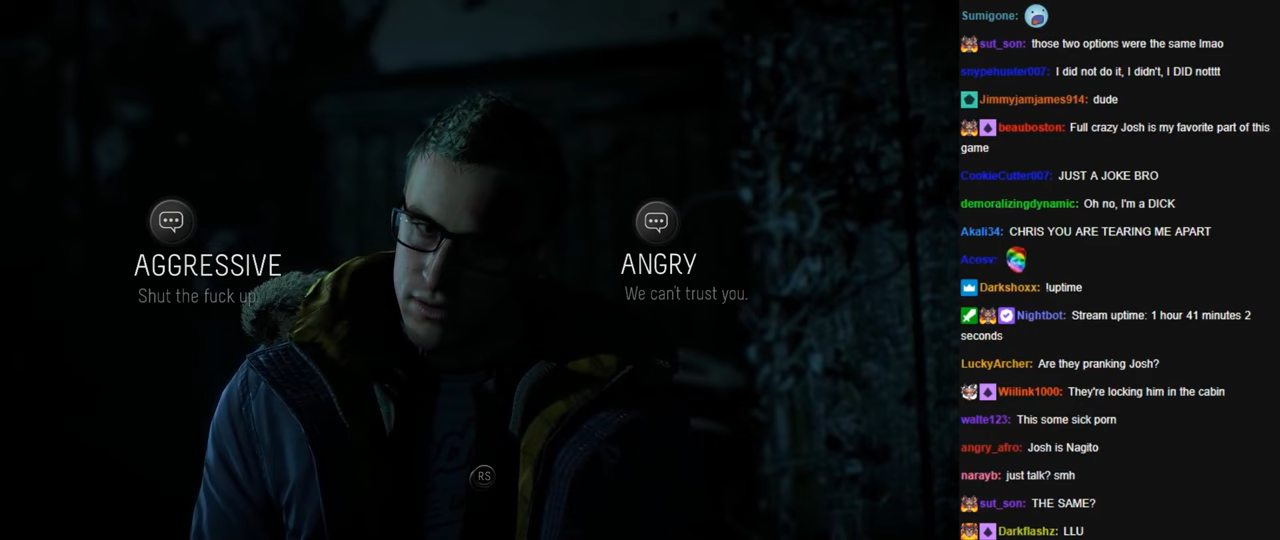 AGGRESSIVE
Shut the fuck up.
ANGRY
We can't trust you.
RS
Sumigone:
sut_son: those two options were the same lmao
snypehunter007: I did not do it, I didn't, I DID notttt
Jimmyjamjames914: dude
beauboston: Full crazy Josh is my favorite part of this
game
CookieCutter007: JUST A JOKE BRO
demoralizingdynamic: Oh no, I'm a DICK
Akali34: CHRIS YOU ARE TEARING ME APART
Acosv:
Darkshoxx: !uptime
Nightbot: Stream uptime: 1 hour 41 minutes 2
seconds
LuckyArcher: Are they pranking Josh?
Wiilink1000: They're locking him in the cabin
walte123: This some sick porn
angry_afro: Josh is Nagito
narayb: just talk? smh
sut_son: THE SAME?
Darkflashz: LLU